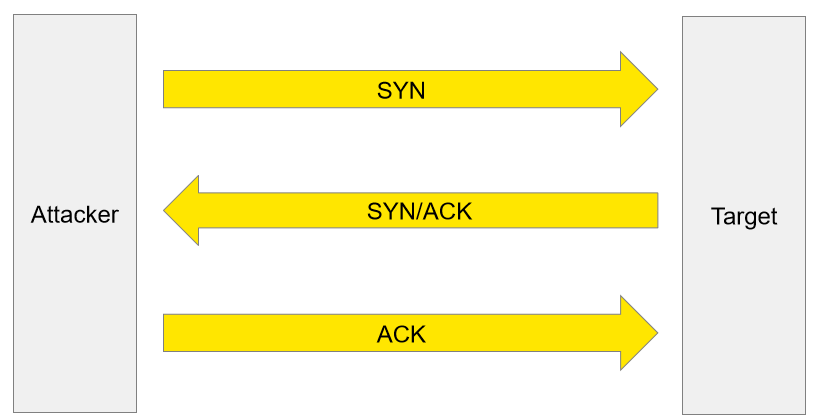 SYN
SYN/ACK
Attacker
Target
ACK